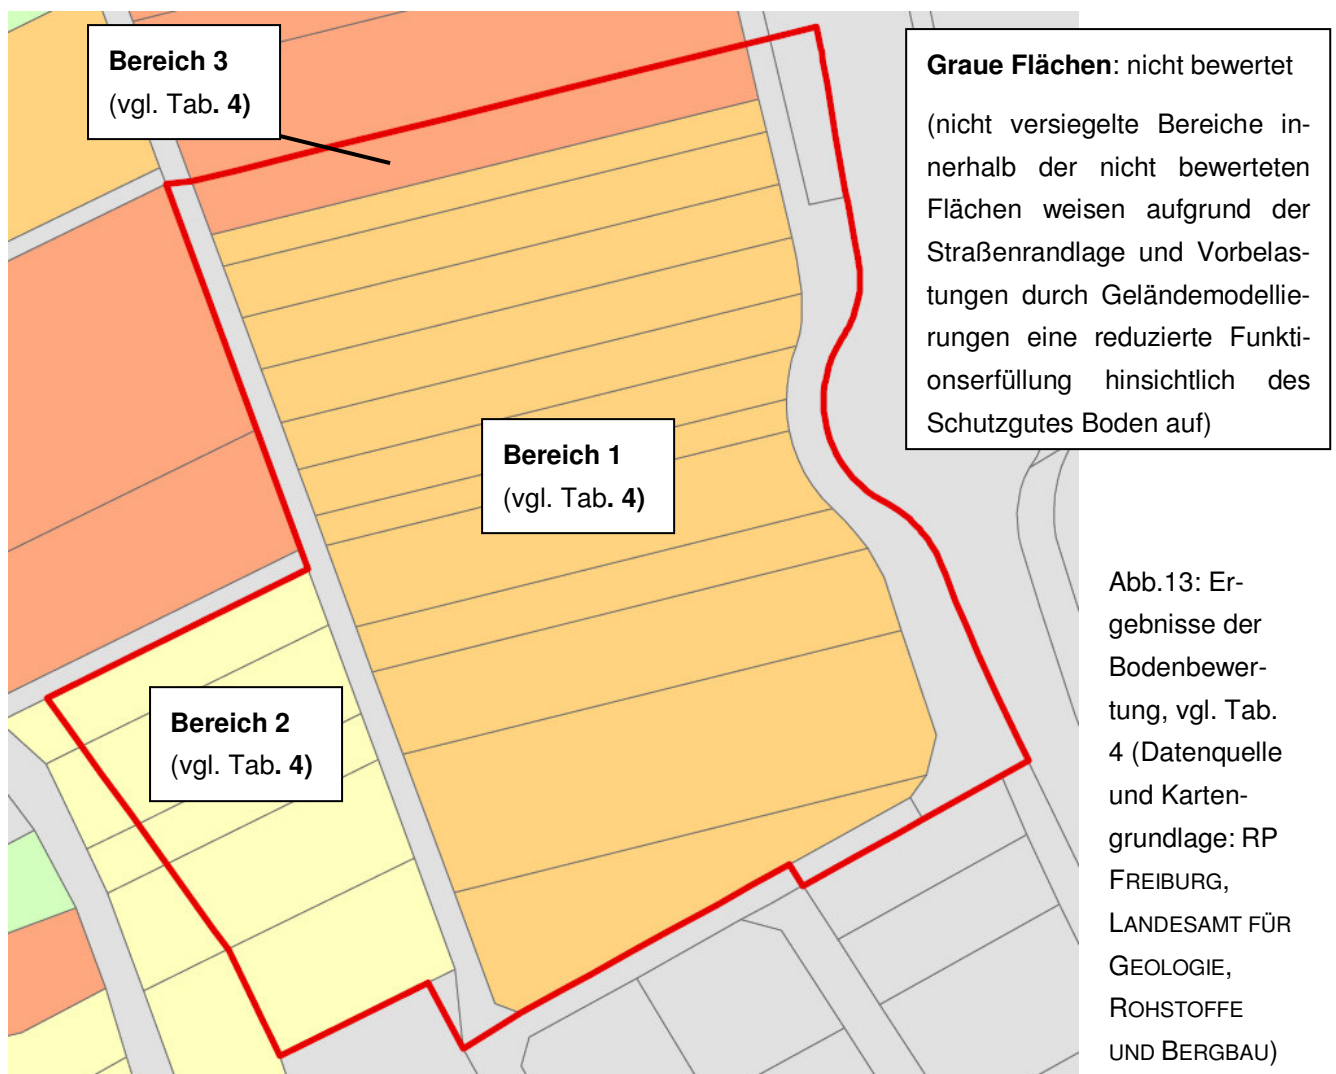 Bereich 3
(vgl. Tab. 4)
Graue Flächen: nicht bewertet
(nicht versiegelte Bereiche in-
nerhalb der nicht bewerteten
Flächen weisen aufgrund der
Straßenrandlage und Vorbelas-
tungen durch Geländemodellie-
rungen eine reduzierte Funkti-
onserfüllung hinsichtlich des
Schutzgutes Boden auf)
Bereich 1
(vgl. Tab. 4)
Bereich 2
(vgl. Tab. 4)
Abb.13: Er-
gebnisse der
Bodenbewer-
tung, vgl. Tab.
4 (Datenquelle
und Karten-
grundlage: RP
FREIBURG,
LANDESAMT FÜR
GEOLOGIE,
ROHSTOFFE
UND BERGBAU)